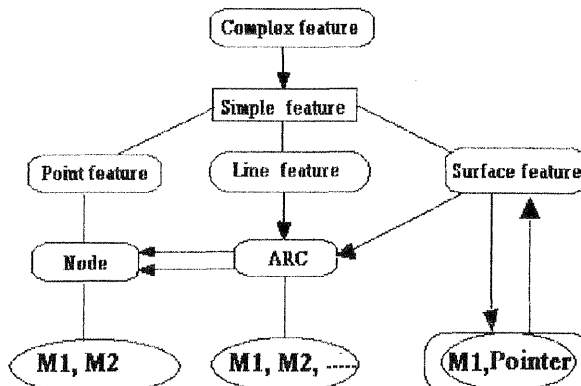 Complex feature
Simple feature
Point feature
Line feature
Surface feature
Node
ARC
M1, M2
M1, M2, -----
M1,Pointer